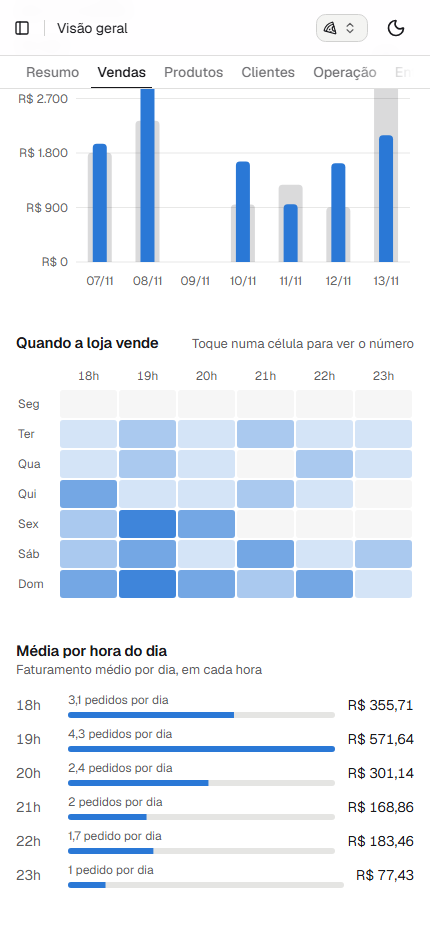 Visão geral
Resumo Vendas Produtos Clientes Operação
R$ 2.700
R$ 1.800
R$ 900
R$ 0
07/11 08/11 09/11 10/11 11/11 12/11 13/11
Quando a loja vende Toque numa célula para ver o número
18h 19h 20h 21h 22h 23h
Seg
Ter
Qua
Qui
Sex
Sáb
Dom
Média por hora do dia
Faturamento médio por dia, em cada hora
18h 3,1 pedidos por dia R$ 355,71
19h 4,3 pedidos por dia R$ 571,64
20h 2,4 pedidos por dia R$ 301,14
21h 2 pedidos por dia R$ 168,86
22h 1,7 pedido por dia R$ 183,46
23h 1 pedido por dia R$ 77,43